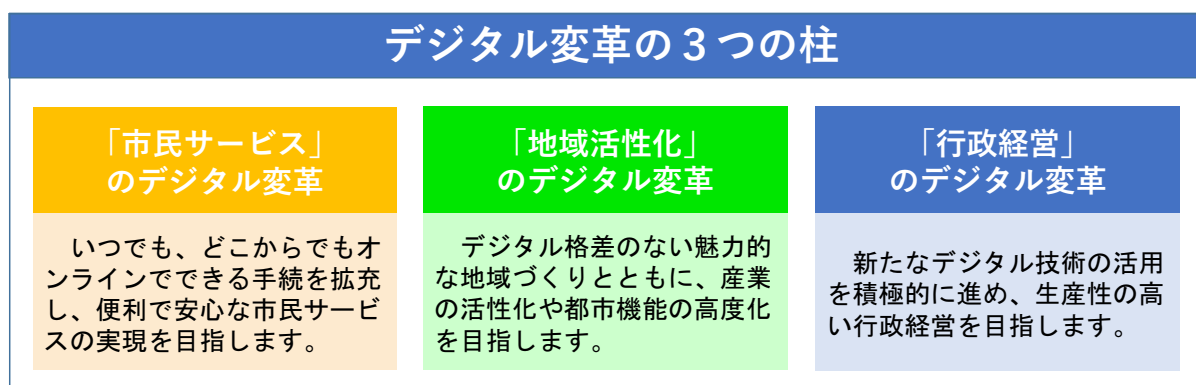 デジタル変革の３つの柱
「市民サービス」
のデジタル変革
いつでも、どこからでもオ
ンラインでできる手続を拡充
し、便利で安心な市民サービ
スの実現を目指します。
「地域活性化」
のデジタル変革
デジタル格差のない魅力的
な地域づくりとともに、産業
の活性化や都市機能の高度化
を目指します。
「行政経営」
のデジタル変革
新たなデジタル技術の活用
を積極的に進め、生産性の高
い行政経営を目指します。